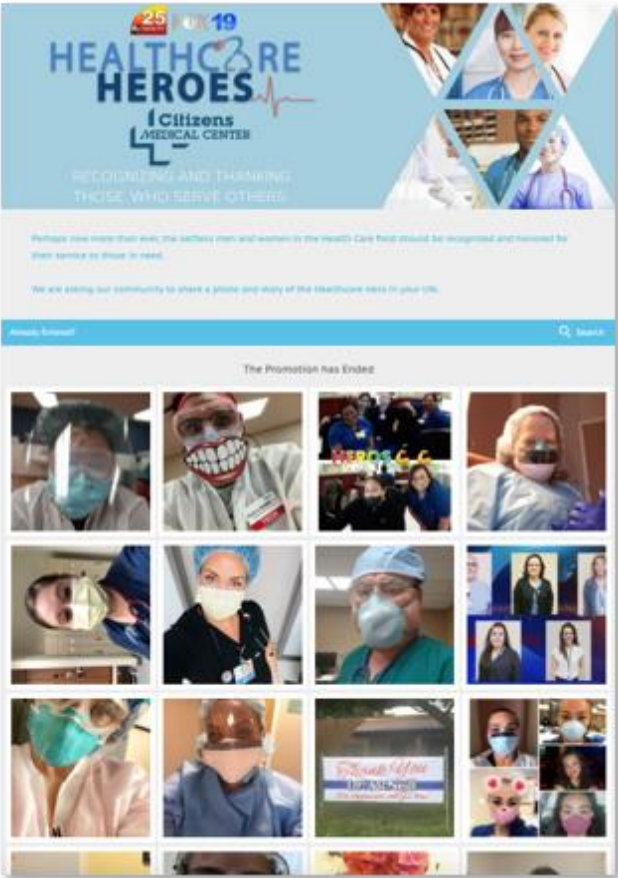 25
FOX 19
HEALTHCARE
HEROES
Citizens
MEDICAL CENTER
RECOGNIZING AND THANKING
THOSE WHO SERVE OTHERS
Perhaps now more than ever, the selfless men and women in the Health Care field should be recognized and honored for
their service to those in need.
We are asking our community to share a photo and story of the Healthcare Hero in your life.
Already Entered?
Search
The Promotion has Ended
HEROS
Thank You